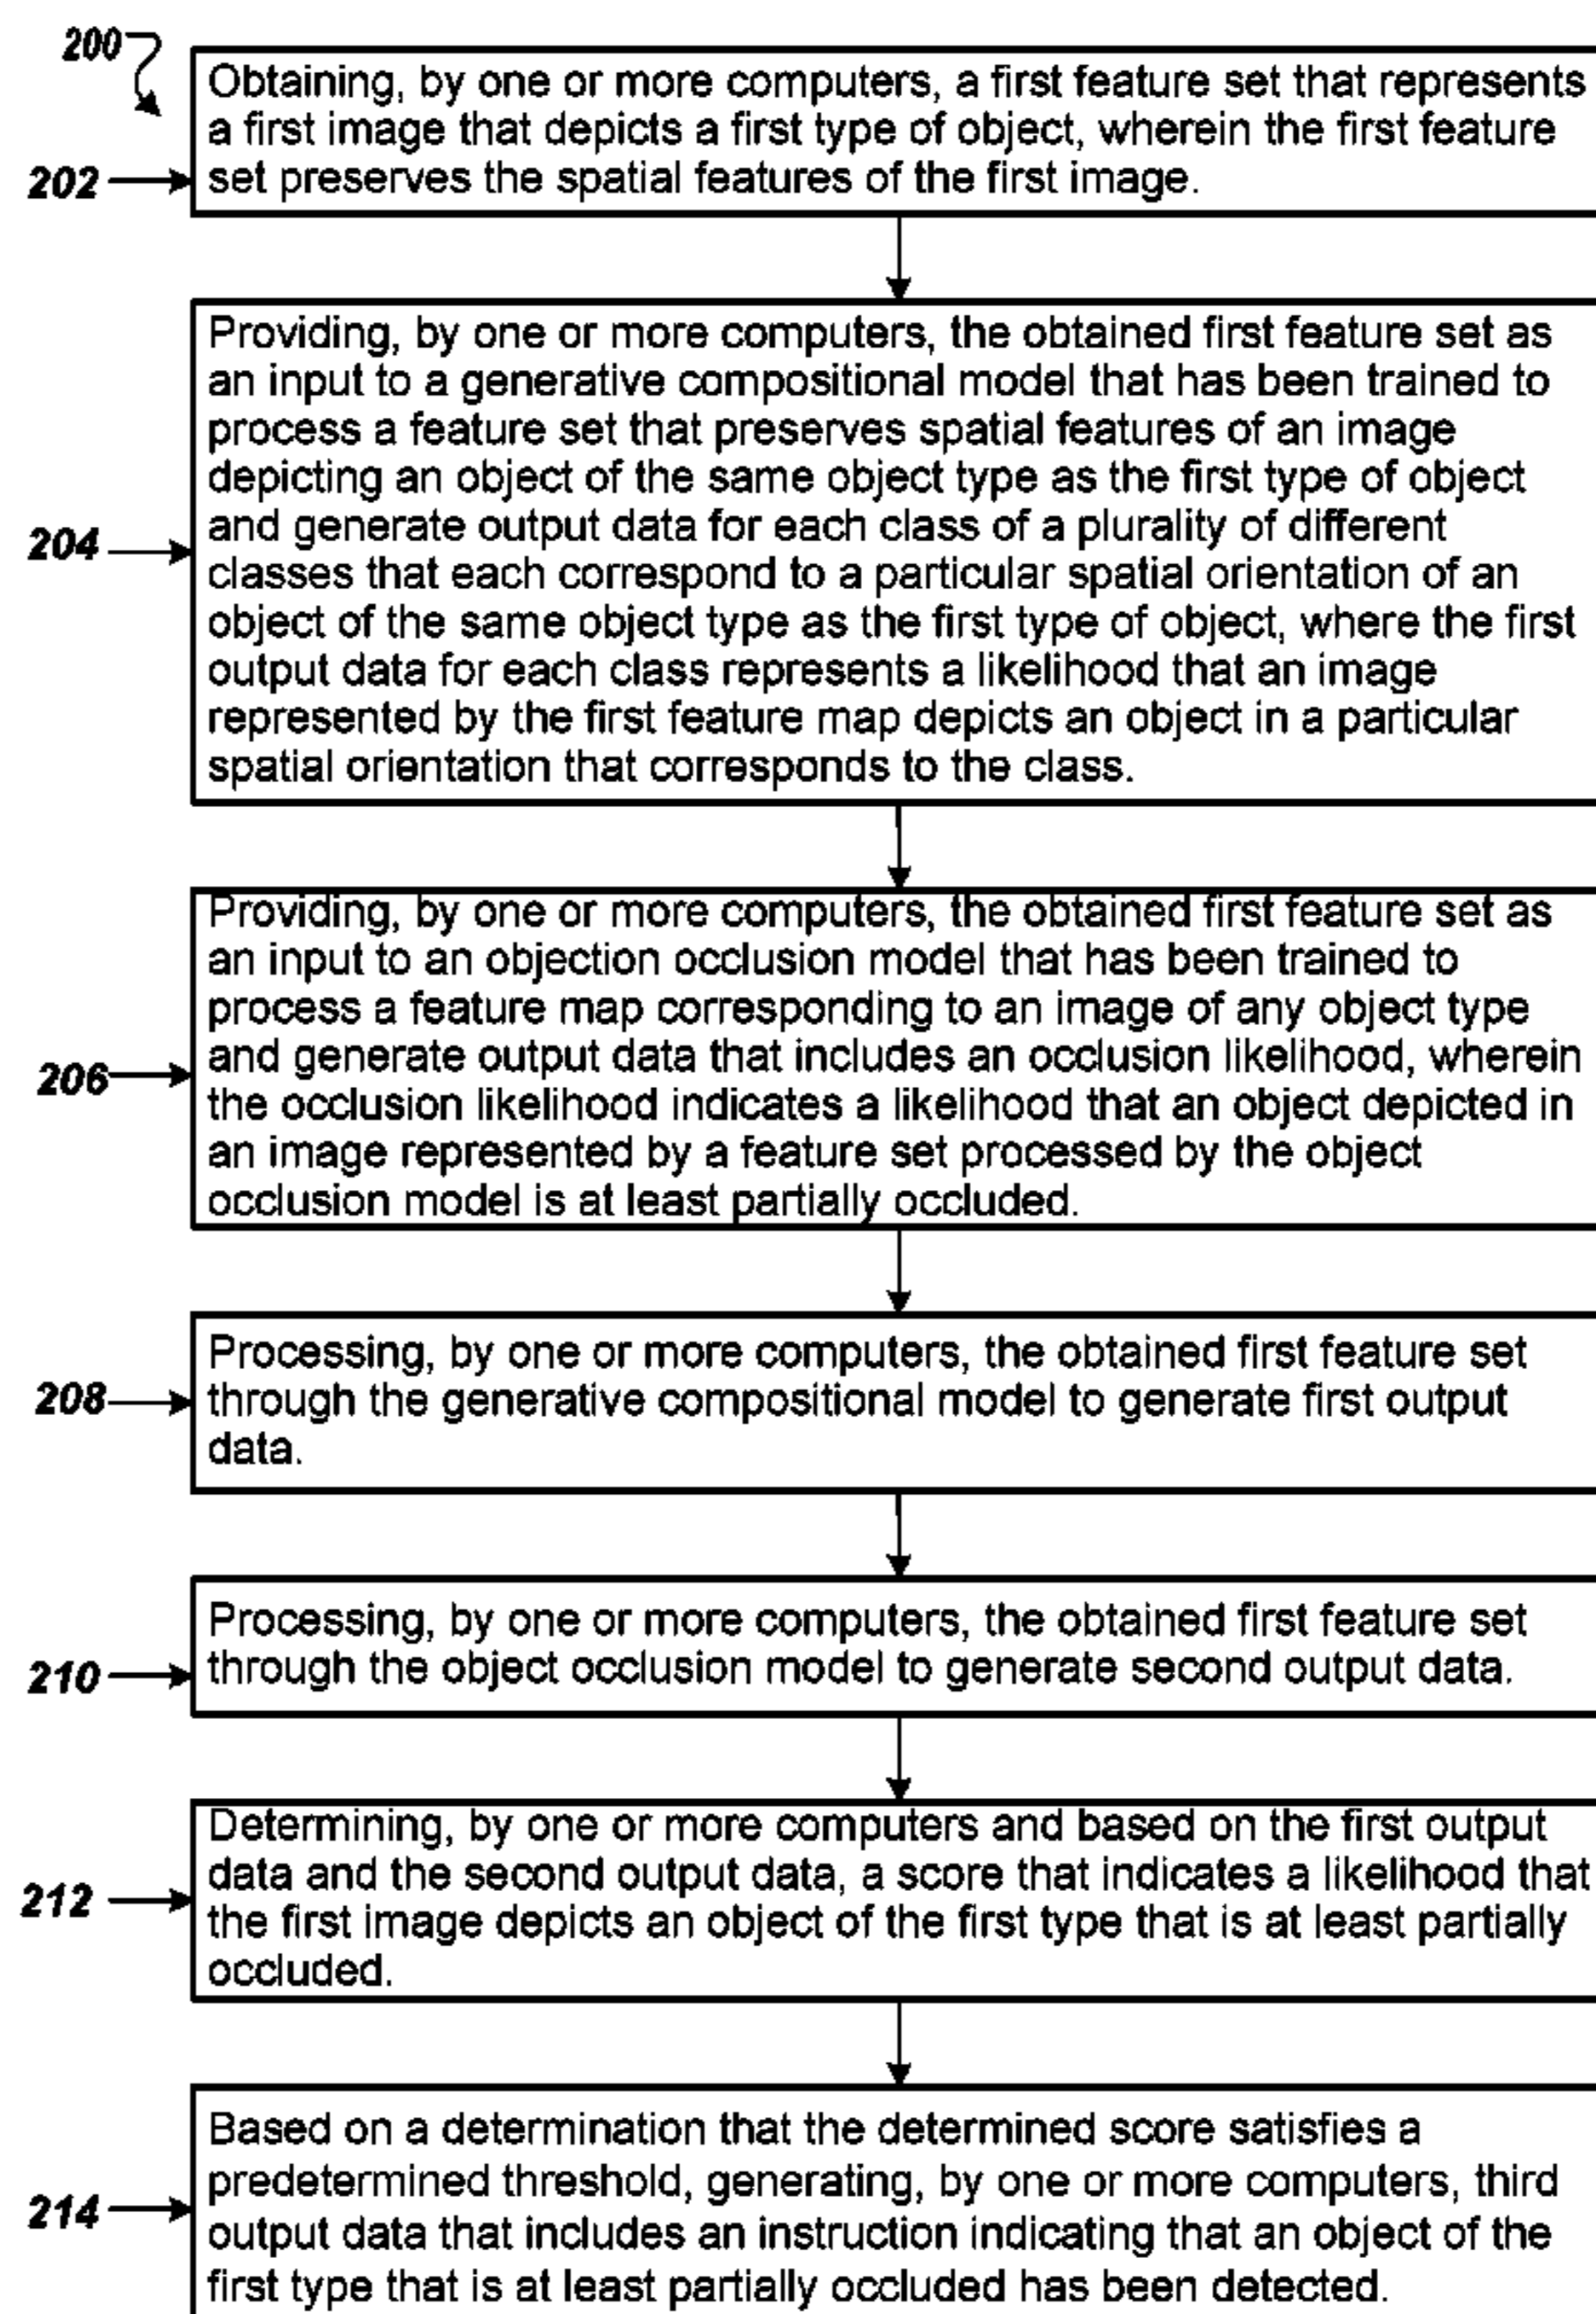 200
Obtaining, by one or more computers, a first feature set that represents
a first image that depicts a first type of object, wherein the first feature
202
set preserves the spatial features of the first image.
Providing, by one or more computers, the obtained first feature set as
an input to a generative compositional model that has been trained to
process a feature set that preserves spatial features of an image
depicting an object of the same object type as the first type of object
204
and generate output data for each class of a plurality of different
classes that each correspond to a particular spatial orientation of an
object of the same object type as the first type of object, where the first
output data for each class represents a likelihood that an image
represented by the first feature map depicts an object in a particular
spatial orientation that corresponds to the class.
Providing, by one or more computers, the obtained first feature set as
an input to an objection occlusion model that has been trained to
process a feature map corresponding to an image of any object type
206
and generate output data that includes an occlusion likelihood, wherein
the occlusion likelihood indicates a likelihood that an object depicted in
an image represented by a feature set processed by the object
occlusion model is at least partially occluded.
Processing, by one or more computers, the obtained first feature set
208
through the generative compositional model to generate first output
data.
Processing, by one or more computers, the obtained first feature set
210
through the object occlusion model to generate second output data.
Determining, by one or more computers and based on the first output
212
data and the second output data, a score that indicates a likelihood that
the first image depicts an object of the first type that is at least partially
occluded.
Based on a determination that the determined score satisfies a
predetermined threshold, generating, by one or more computers, third
214
output data that includes an instruction indicating that an object of the
first type that is at least partially occluded has been detected.